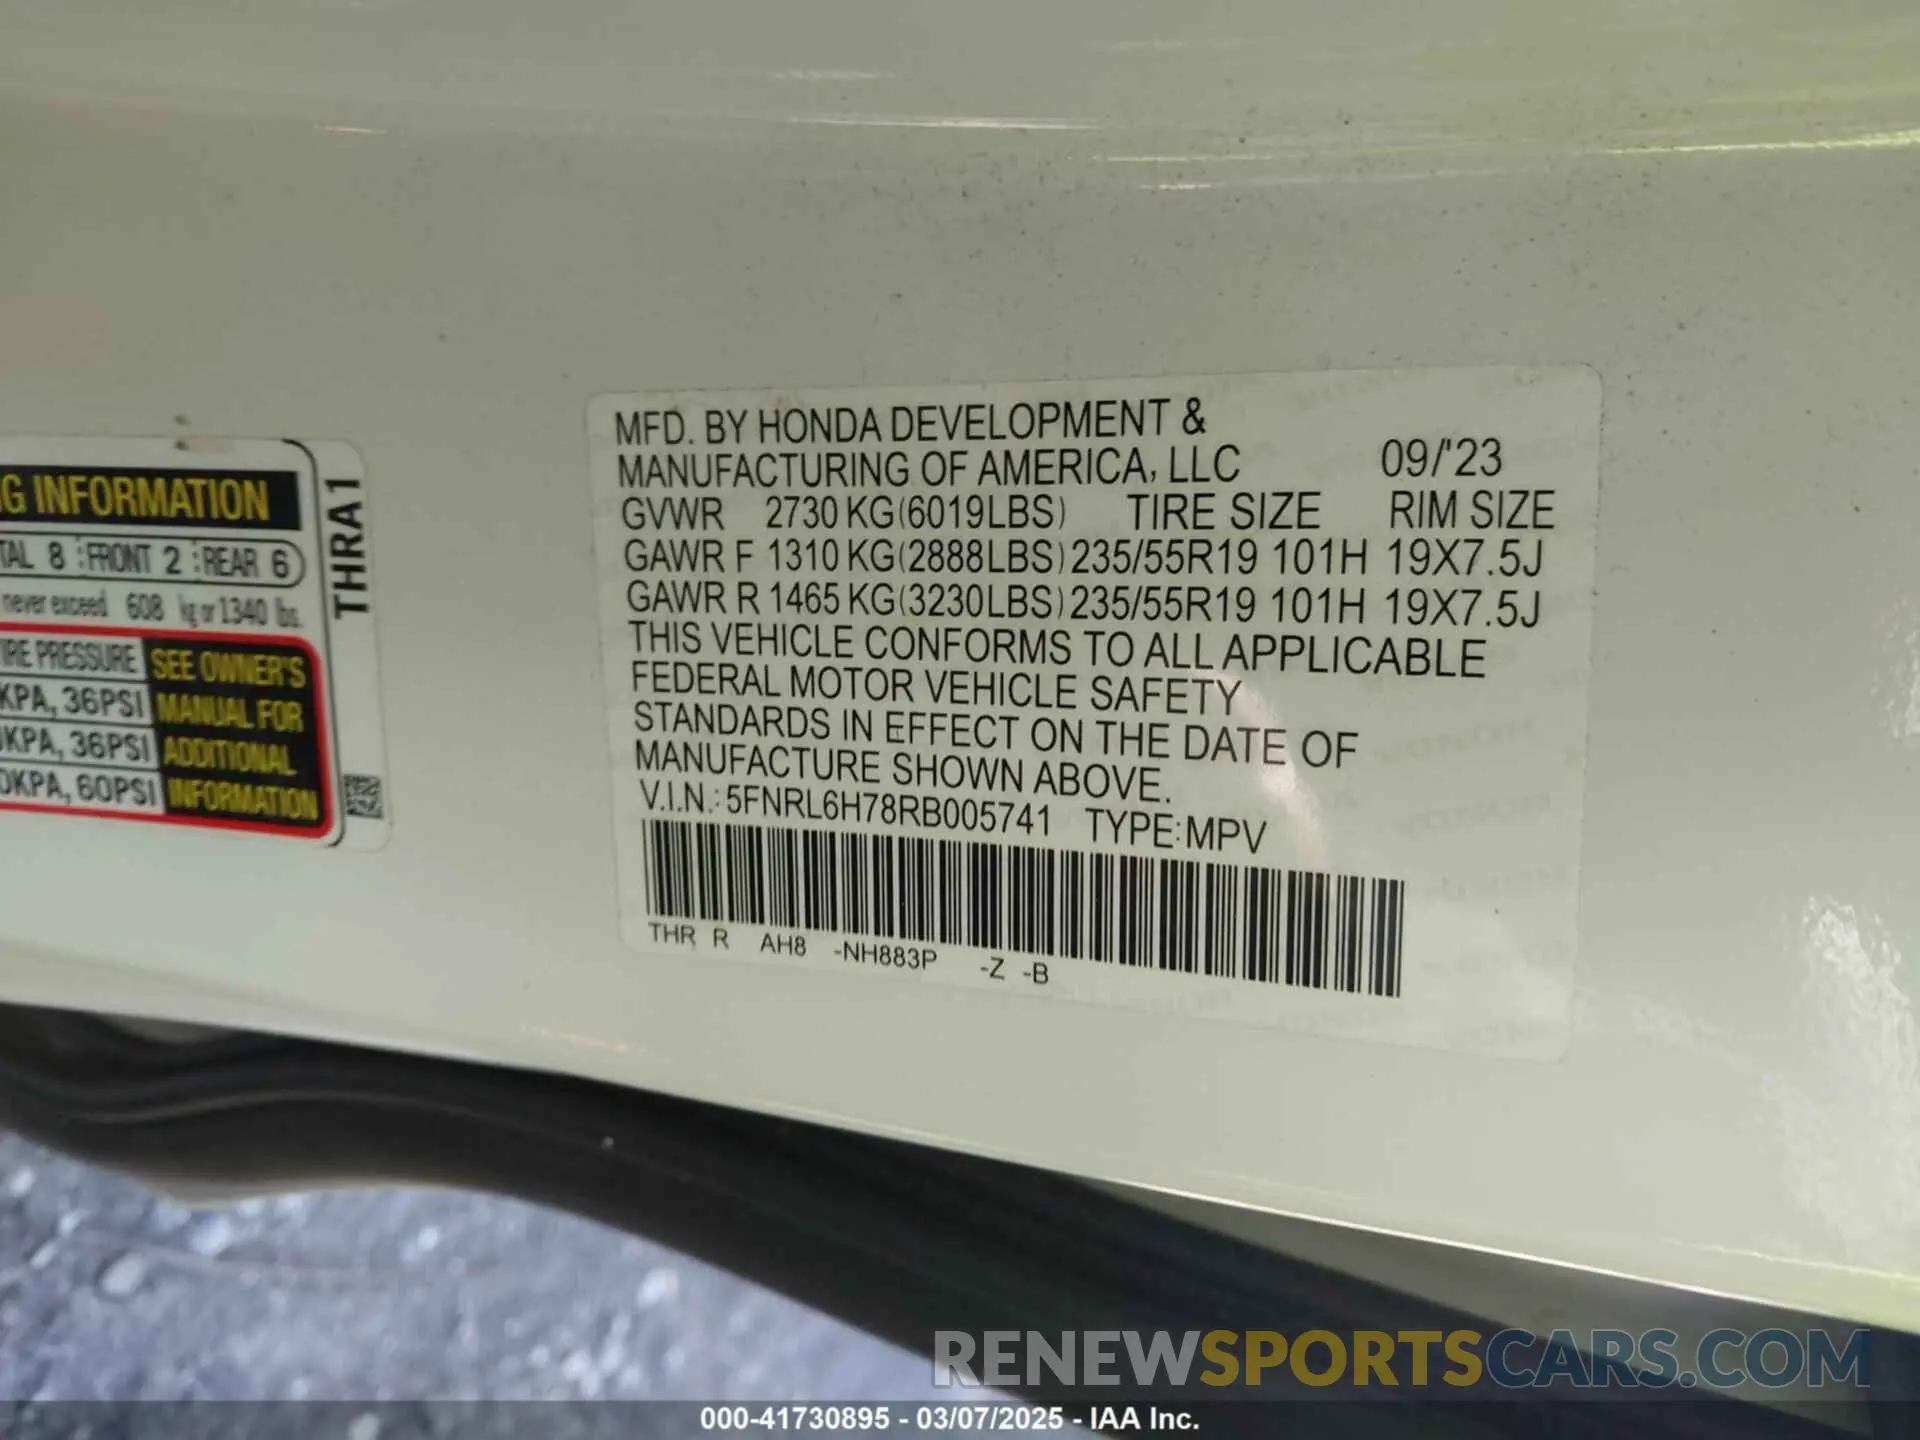 G INFORMATION
TAL 8 FRONT 2 REAR 6
never exceed 608 kg or 1340 lbs.
IRE PRESSURE
KPA, 36PSI
0KPA, 36PSI
0KPA, 60PSI
SEE OWNER'S
MANUAL FOR
ADDITIONAL
INFORMATION
THRA1
MFD. BY HONDA DEVELOPMENT &
MANUFACTURING OF AMERICA, LLC 09/'23
GVWR 2730 KG(6019LBS) TIRE SIZE RIM SIZE
GAWR F 1310 KG(2888LBS) 235/55R19 101H 19X7.5J
GAWR R 1465 KG(3230LBS) 235/55R19 101H 19X7.5J
THIS VEHICLE CONFORMS TO ALL APPLICABLE
FEDERAL MOTOR VEHICLE SAFETY
STANDARDS IN EFFECT ON THE DATE OF
MANUFACTURE SHOWN ABOVE.
V.I.N.: 5FNRL6H78RB005741 TYPE: MPV
THR R AH8 -NH883P -Z -B
RENEWSPORTSCARS.COM
000-41730895 - 03/07/2025 - IAA Inc.